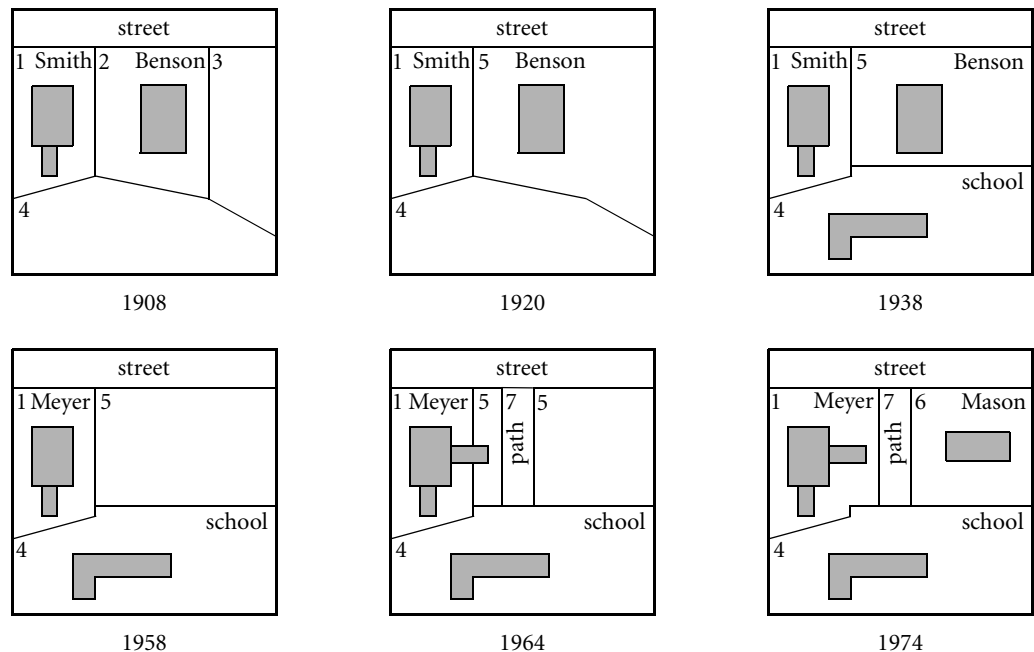 street
1 Smith 2 Benson 3
4
1908
street
1 Smith 5 Benson
4
1920
street
1 Smith 5 Benson
school
4
1938
street
1 Meyer 5
school
4
1958
street
1 Meyer 5 7 5
path
school
4
1964
street
1 Meyer 7 6 Mason
path
school
4
1974